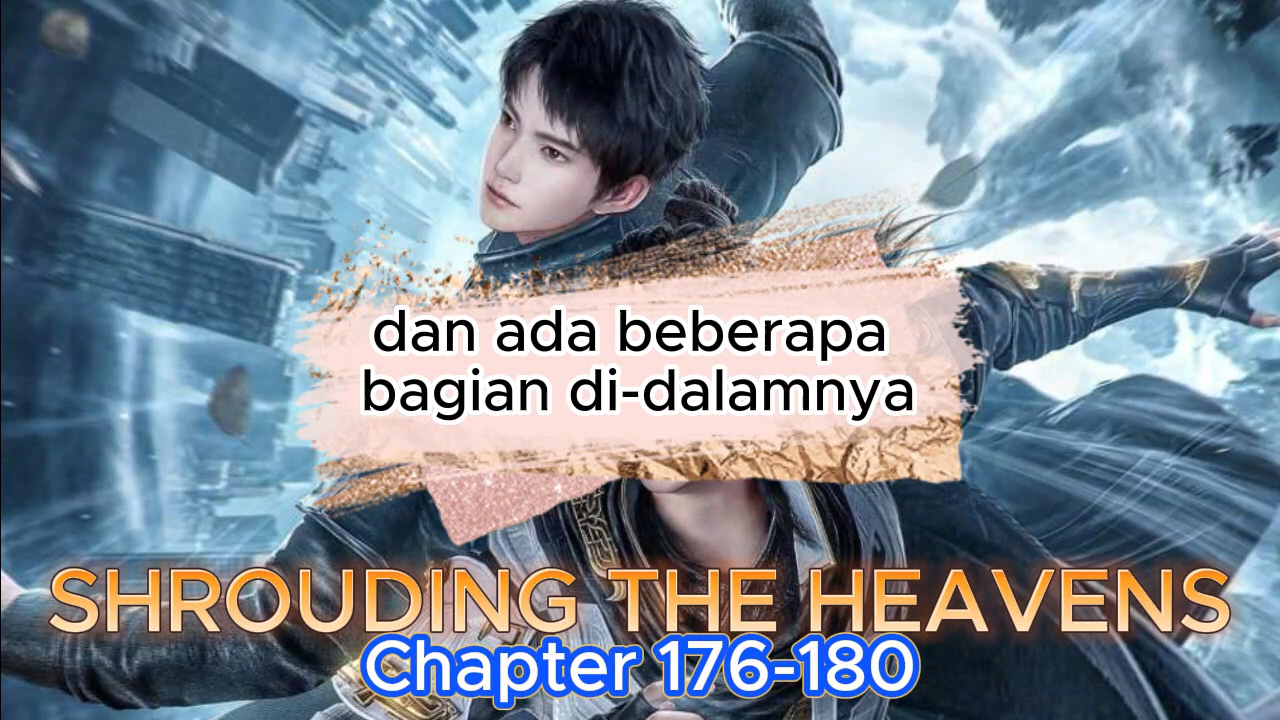 dan ada beberapa
bagian di-dalamnya
SHROUDING THE HEAVENS
Chapter 176-180